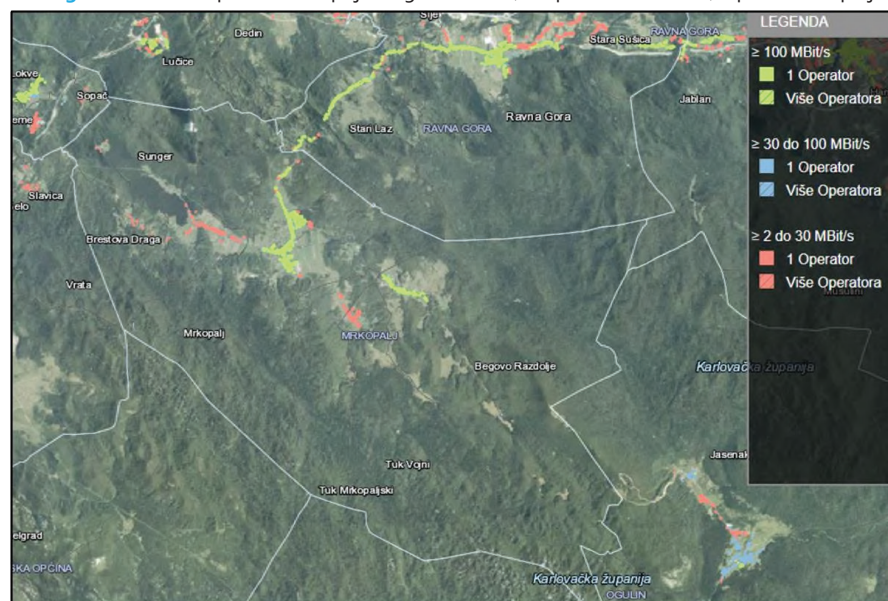 LEGENDA
≥ 100 MBit/s
1 Operator
Više Operatora
≥ 30 do 100 MBit/s
1 Operator
Više Operatora
≥ 2 do 30 MBit/s
1 Operator
Više Operatora
Dedin
Lučice
Stara Sušica
RAVNA GORA
Sopač
Jablan
Stari Laz
RAVNA GORA
Ravna Gora
Sunger
Slavica
Brestova Draga
Vrata
Mrkopalj
MRKOPALJ
Begovo Razdolje
Karlovačka županija
Tuk Vojni
Tuk Mrkopaljski
Jasenak
Karlovačka županija
OGULIN